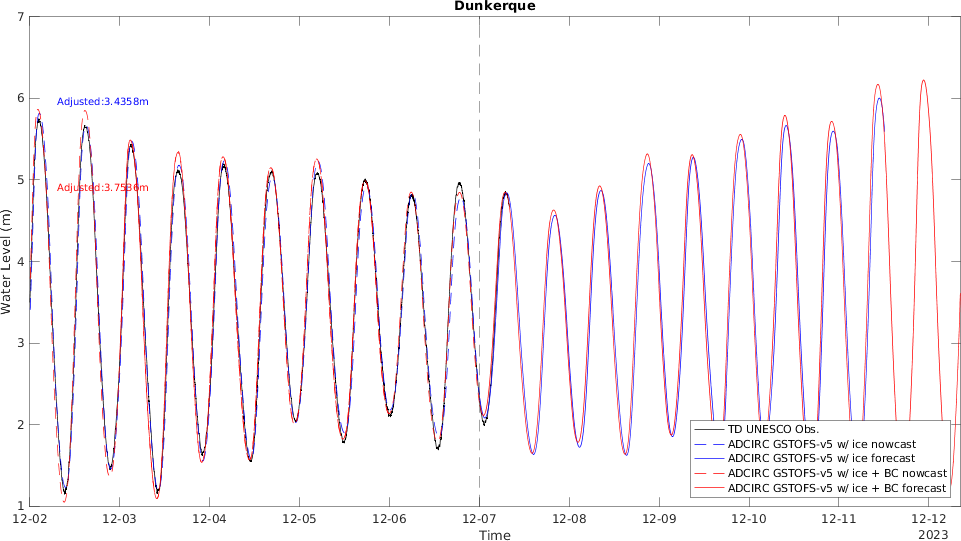 Dunkerque
7
6
5
4
3
2
1
Water Level (m)
Adjusted:3.4358m
Adjusted:3.7536m
TD UNESCO Obs.
ADCIRC GSTOFS-v5 w/ ice nowcast
ADCIRC GSTOFS-v5 w/ ice forecast
ADCIRC GSTOFS-v5 w/ ice + BC nowcast
ADCIRC GSTOFS-v5 w/ ice + BC forecast
12-02 12-03 12-04 12-05 12-06 12-07 12-08 12-09 12-10 12-11 12-12
Time
2023